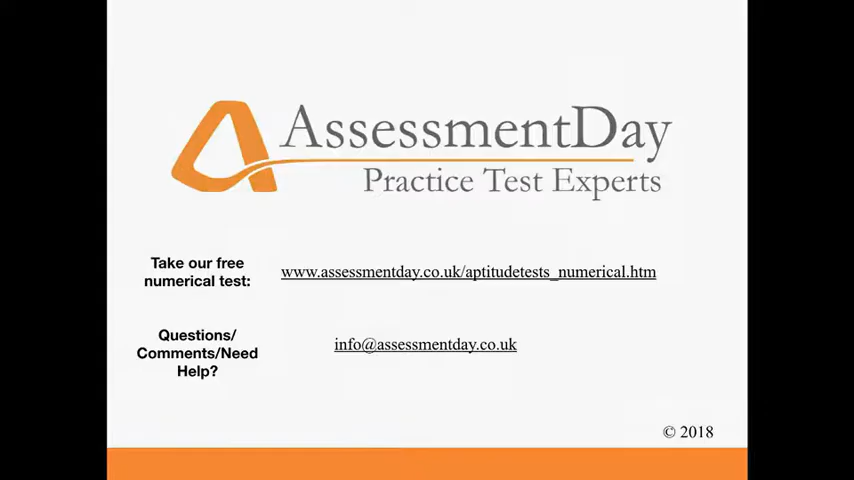 AssessmentDay
Practice Test Experts
Take our free
numerical test:
www.assessmentday.co.uk/aptitudetests_numerical.htm
Questions/
Comments/Need
Help?
info@assessmentday.co.uk
© 2018